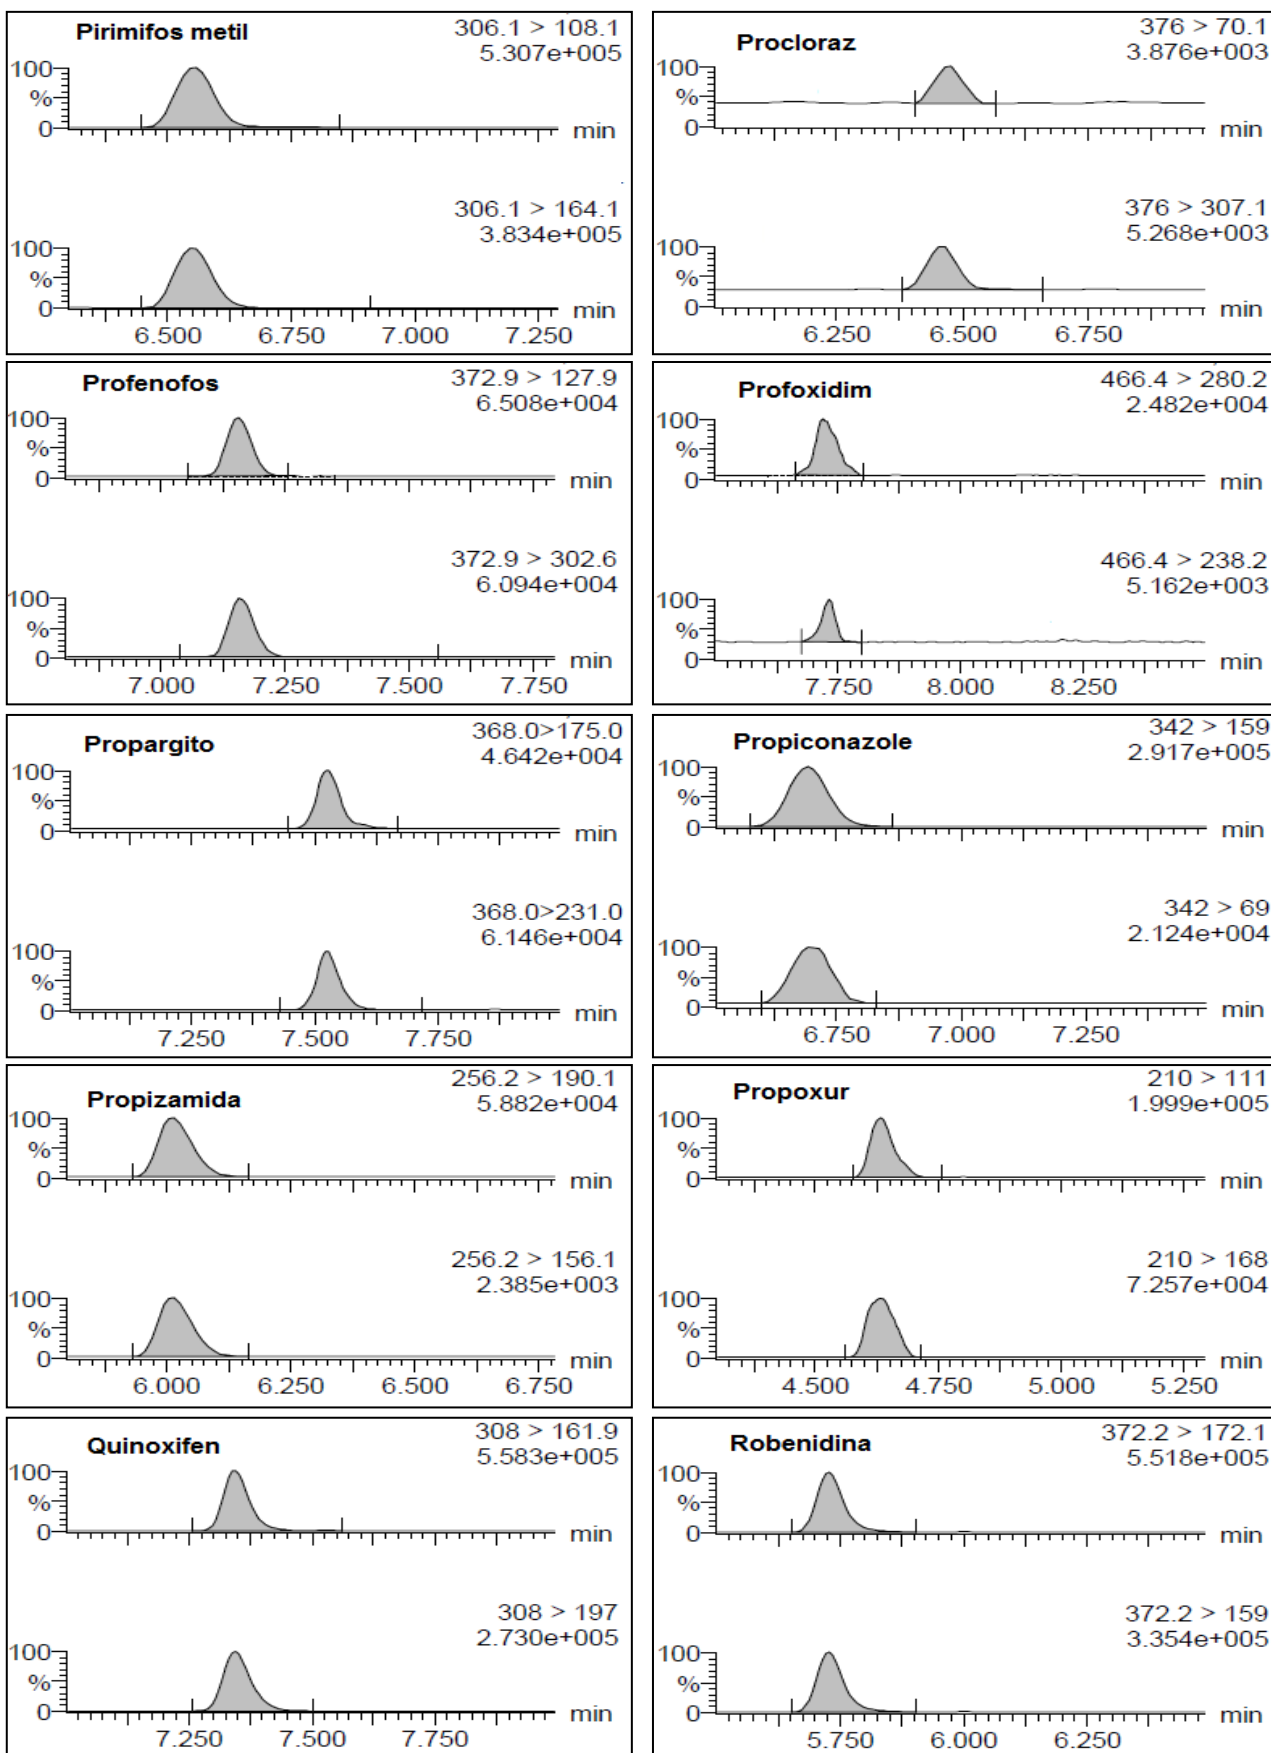 Pirimifos metil
306.1 > 108.1
5.307e+005
100
%
0
min
306.1 > 164.1
3.834e+005
100
%
0
min
6.500 6.750 7.000 7.250
Procloraz
376 > 70.1
3.876e+003
100
%
0
min
376 > 307.1
5.268e+003
100
%
0
min
6.250 6.500 6.750
Profenofos
372.9 > 127.9
6.508e+004
100
%
0
min
372.9 > 302.6
6.094e+004
100
%
0
min
7.000 7.250 7.500 7.750
Profoxidim
466.4 > 280.2
2.482e+004
100
%
0
min
466.4 > 238.2
5.162e+003
100
%
0
min
7.750 8.000 8.250
Propargito
368.0>175.0
4.642e+004
100
%
0
min
368.0>231.0
6.146e+004
100
%
0
min
7.250 7.500 7.750
Propiconazole
342 > 159
2.917e+005
100
%
0
min
342 > 69
2.124e+004
100
%
0
min
6.750 7.000 7.250
Propizamida
256.2 > 190.1
5.882e+004
100
%
0
min
256.2 > 156.1
2.385e+003
100
%
0
min
6.000 6.250 6.500 6.750
Propoxur
210 > 111
1.999e+005
100
%
0
min
210 > 168
7.257e+004
100
%
0
min
4.500 4.750 5.000 5.250
Quinoxifen
308 > 161.9
5.583e+005
100
%
0
min
308 > 197
2.730e+005
100
%
0
min
7.250 7.500 7.750
Robenidina
372.2 > 172.1
5.518e+005
100
%
0
min
372.2 > 159
3.354e+005
100
%
0
min
5.750 6.000 6.250